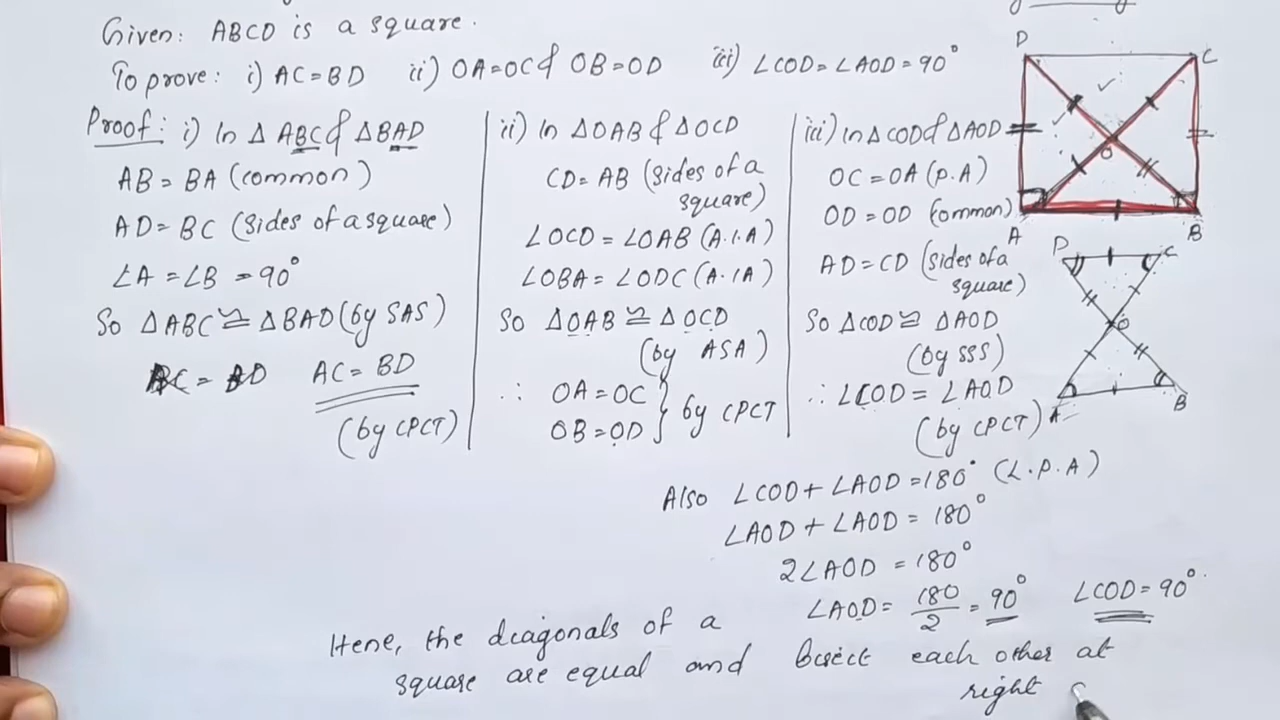 Given: ABCD is a square.
To prove: i) AC=BD ii) OA=OC & OB=OD iii) ∠COD=∠AOD=90°
Proof: i) In △ ABC & △BAD
AB=BA (common)
AD=BC (sides of a square)
∠A=∠B=90°
So △ABC≅△BAD (by SAS)
AC=BD
(by CPCT)
ii) In △OAB & △OCD
CD=AB (sides of a
square)
∠OCD=∠OAB (A.I.A)
∠OBA=∠ODC (A.IA)
So △OAB≅△OCD
(by ASA)
∴ OA=OC
OB=OD } by CPCT
iii) In △COD & △AOD
OC=OA (P.A)
OD=OD (common)
AD=CD (sides of a
square)
So △COD≅△AOD
(by SSS)
∴∠COD=∠AOD
(by CPCT)
Also ∠COD+∠AOD=180° (L.P.A)
∠AOD+∠AOD=180°
2∠AOD=180°
∠AOD=180/2=90° ∠COD=90°.
Hene, the diagonals of a
square are equal and bisect each other at
right
D C
O
A B
D C
O
A B